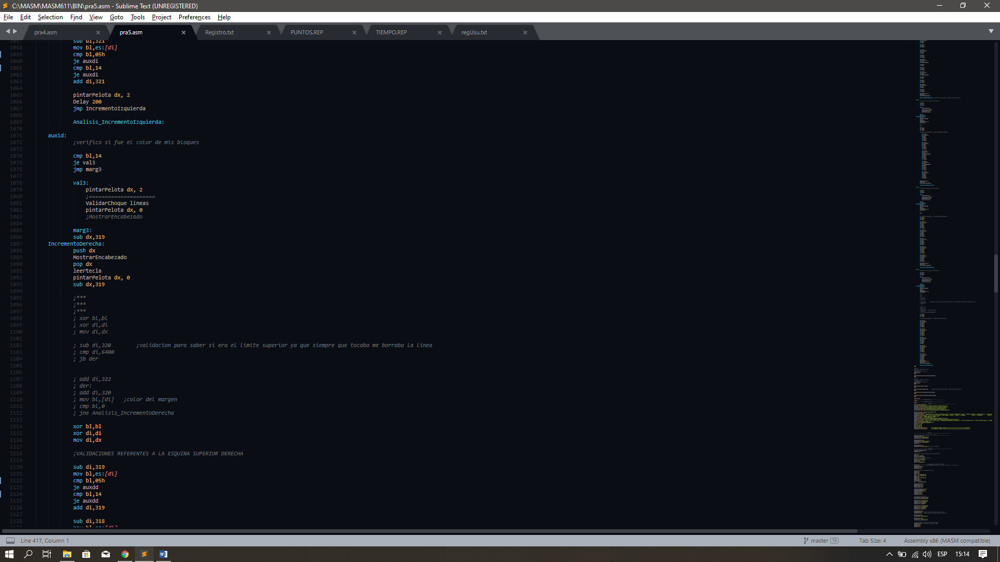 C:\MASM\MASM611\BIN\pra5.asm - Sublime Text (UNREGISTERED)
File Edit Selection Find View Goto Tools Project Preferences Help
pra4.asm pra5.asm Registro.txt PUNTOS.REP TIEMPO.REP regUsu.txt
1057 sub di,321
1058 mov bl,es:[di]
1059 cmp bl,05h
1060 je auxdi
1061 cmp bl,14
1062 je auxdi
1063 add di,321
1064
1065 pintarPelota dx, 2
1066 Delay 200
1067 jmp IncrementoIzquierda
1068
1069 Analisis_IncrementoIzquierda:
1070
1071 auxid:
1072 ;verifico si fue el color de mis bloques
1073
1074 cmp bl,14
1075 je val3
1076 jmp marg3
1077
1078 val3:
1079 pintarPelota dx, 2
1080 ;=====================
1081 ValidarChoque lineas
1082 pintarPelota dx, 0
1083 ;MostrarEncabezado
1084
1085 marg3:
1086 sub dx,319
1087 IncrementoDerecha:
1088 push dx
1089 MostrarEncabezado
1090 pop dx
1091 leertecla
1092 pintarPelota dx, 0
1093 sub dx,319
1094
1095 ;***
1096 ;***
1097 ;***
1098 ; xor bl,bl
1099 ; xor di,di
1100 ; mov di,dx
1101
1102 ; sub di,320 ;validacion para saber si era el limite superior ya que siempre que tocaba me borraba la linea
1103 ; cmp di,6400
1104 ; jb der
1105
1106
1107 ; add di,322
1108 ; der:
1109 ; add di,320
1110 ; mov bl,[di] ;color del margen
1111 ; cmp bl,0
1112 ; jne Analisis_IncrementoDerecha
1113
1114 xor bl,bl
1115 xor di,di
1116 mov di,dx
1117
1118 ;VALIDACIONES REFERENTES A LA ESQUINA SUPERIOR DERECHA
1119
1120 sub di,319
1121 mov bl,es:[di]
1122 cmp bl,05h
1123 je auxdd
1124 cmp bl,14
1125 je auxdd
1126 add di,319
1127
1128 sub di,318
mov bl,es:[di]
Line 417, Column 1 master 18 Tab Size: 4 Assembly x86 (MASM compatible)
ESP 15:14